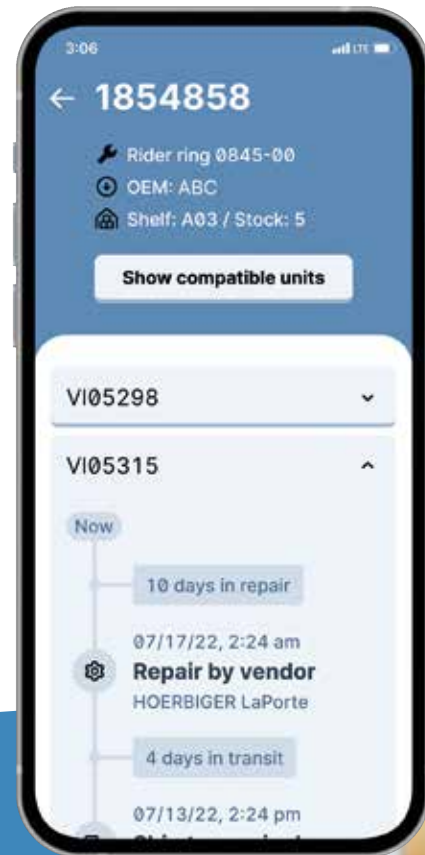 3:06 LTE
← 1854858
Rider ring 0845-00
OEM: ABC
Shelf: A03 / Stock: 5
Show compatible units
VI05298
VI05315
Now
10 days in repair
07/17/22, 2:24 am
Repair by vendor
HOERBIGER LaPorte
4 days in transit
07/13/22, 2:24 pm